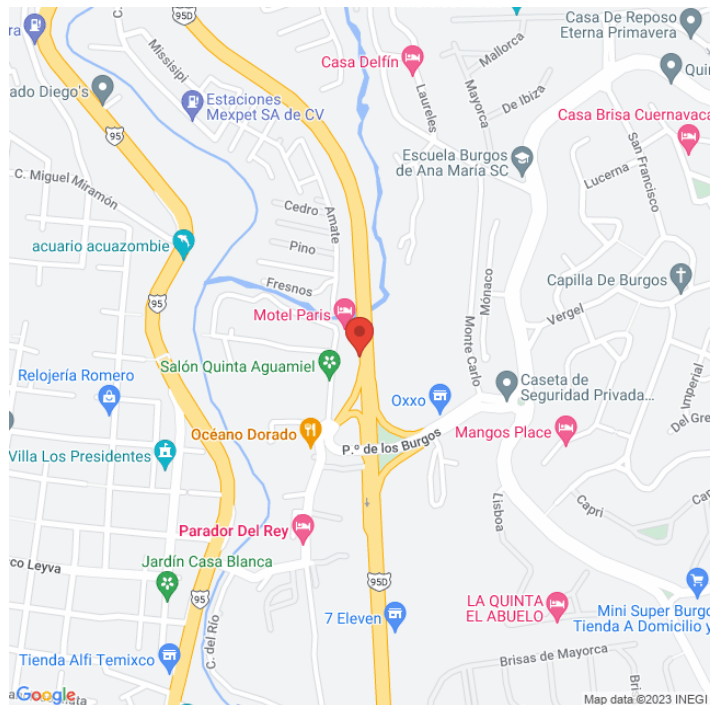 95D
C.
Missisipi
ado Diego's
Estaciones
Mexpet SA de CV
95
C. Miguel Miramón
Casa Delfín
Laureles
Mallorca
Mayorca
De Ibiza
Casa De Reposo
Eterna Primavera
Quin
Casa Brisa Cuernavaca
Escuela Burgos
de Ana María SC
Lucerna
San Francisco
Cedro
Amate
Pino
Fresnos
acuario acuazombie
95
Capilla De Burgos
Mónaco
Vergel
Motel Paris
Monte Carlo
Salón Quinta Aguamiel
Relojería Romero
Oxxo
Caseta de
Seguridad Privada...
Imperial
Del Gre
Océano Dorado
P.º de los Burgos
Mangos Place
Villa Los Presidentes
Lisboa
Capri
Can
Parador Del Rey
co Leyva
Jardín Casa Blanca
95
95D
7 Eleven
LA QUINTA
EL ABUELO
Mini Super Burgo
Tienda A Domicilio y
C. del Río
Tienda Alfi Temixco
Brisas de Mayorca
Bris
Google
Map data ©2023 INEGI